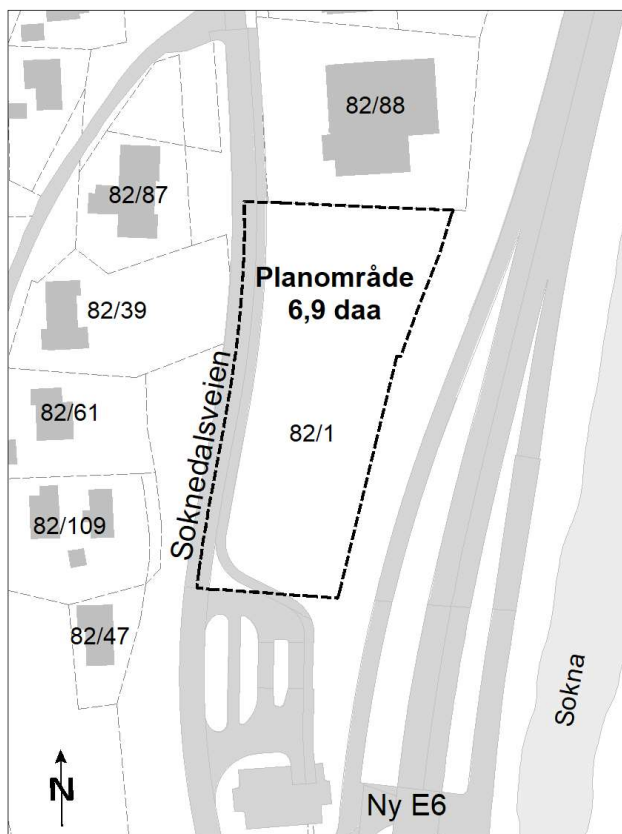 82/88
82/87
Planområde
6,9 daa
82/39
Soknedalsveien
82/61
82/1
82/109
82/47
Sokna
N
Ny E6